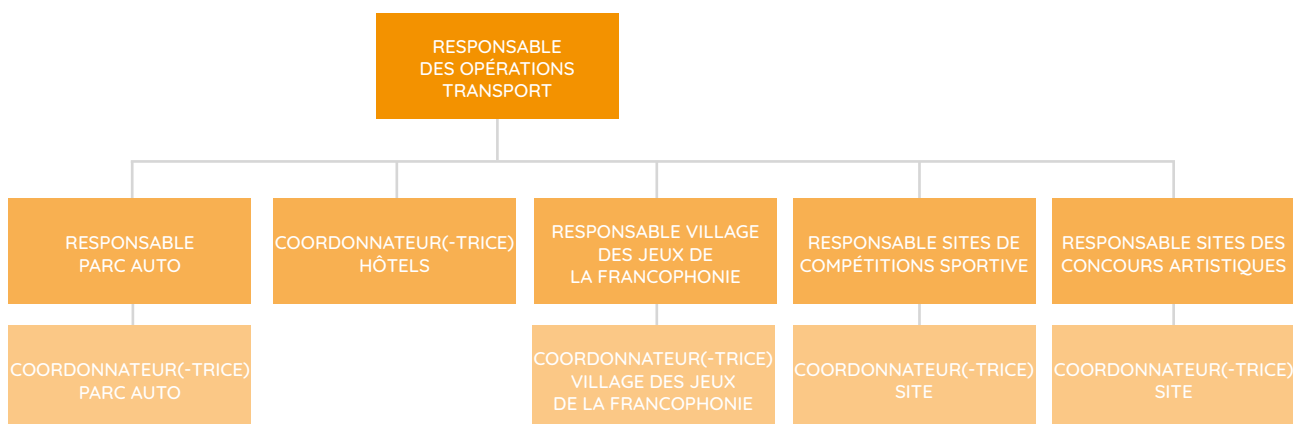 RESPONSABLE
DES OPÉRATIONS
TRANSPORT
RESPONSABLE
PARC AUTO
COORDONNATEUR(-TRICE)
HÔTELS
RESPONSABLE VILLAGE
DES JEUX DE
LA FRANCOPHONIE
RESPONSABLE SITES DE
COMPÉTITIONS SPORTIVE
RESPONSABLE SITES DES
CONCOURS ARTISTIQUES
COORDONNATEUR(-TRICE)
PARC AUTO
COORDONNATEUR(-TRICE)
VILLAGE DES JEUX
DE LA FRANCOPHONIE
COORDONNATEUR(-TRICE)
SITE
COORDONNATEUR(-TRICE)
SITE